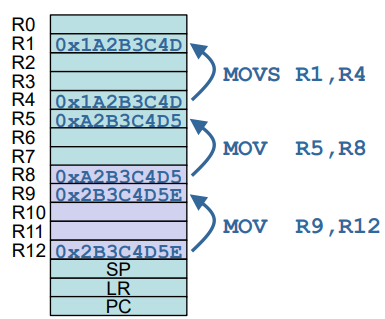 R0
R1 0x1A2B3C4D
R2
MOVS R1,R4
R3
R4 0x1A2B3C4D
R5 0xA2B3C4D5
R6
MOV R5,R8
R7
R8 0xA2B3C4D5
R9 0x2B3C4D5E
R10
MOV R9,R12
R11
R12 0x2B3C4D5E
SP
LR
PC